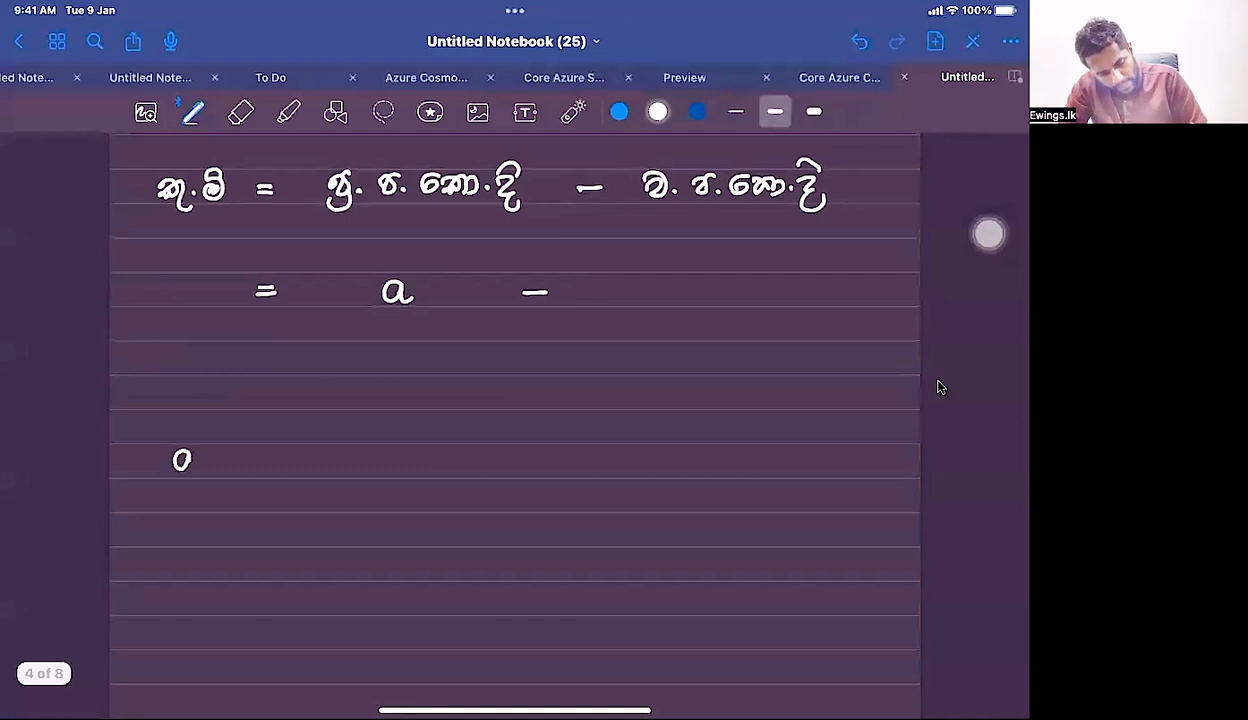 9:41 AM Tue 9 Jan 100%
Untitled Notebook (25)
led Note... Untitled Note... To Do Azure Cosmo... Core Azure S... Preview Core Azure C... Untitled...
Ewings.lk
කු.මි = ප්‍ර. ප. කො.දි - ව. ප. කො.දි
= a -
0
4 of 8